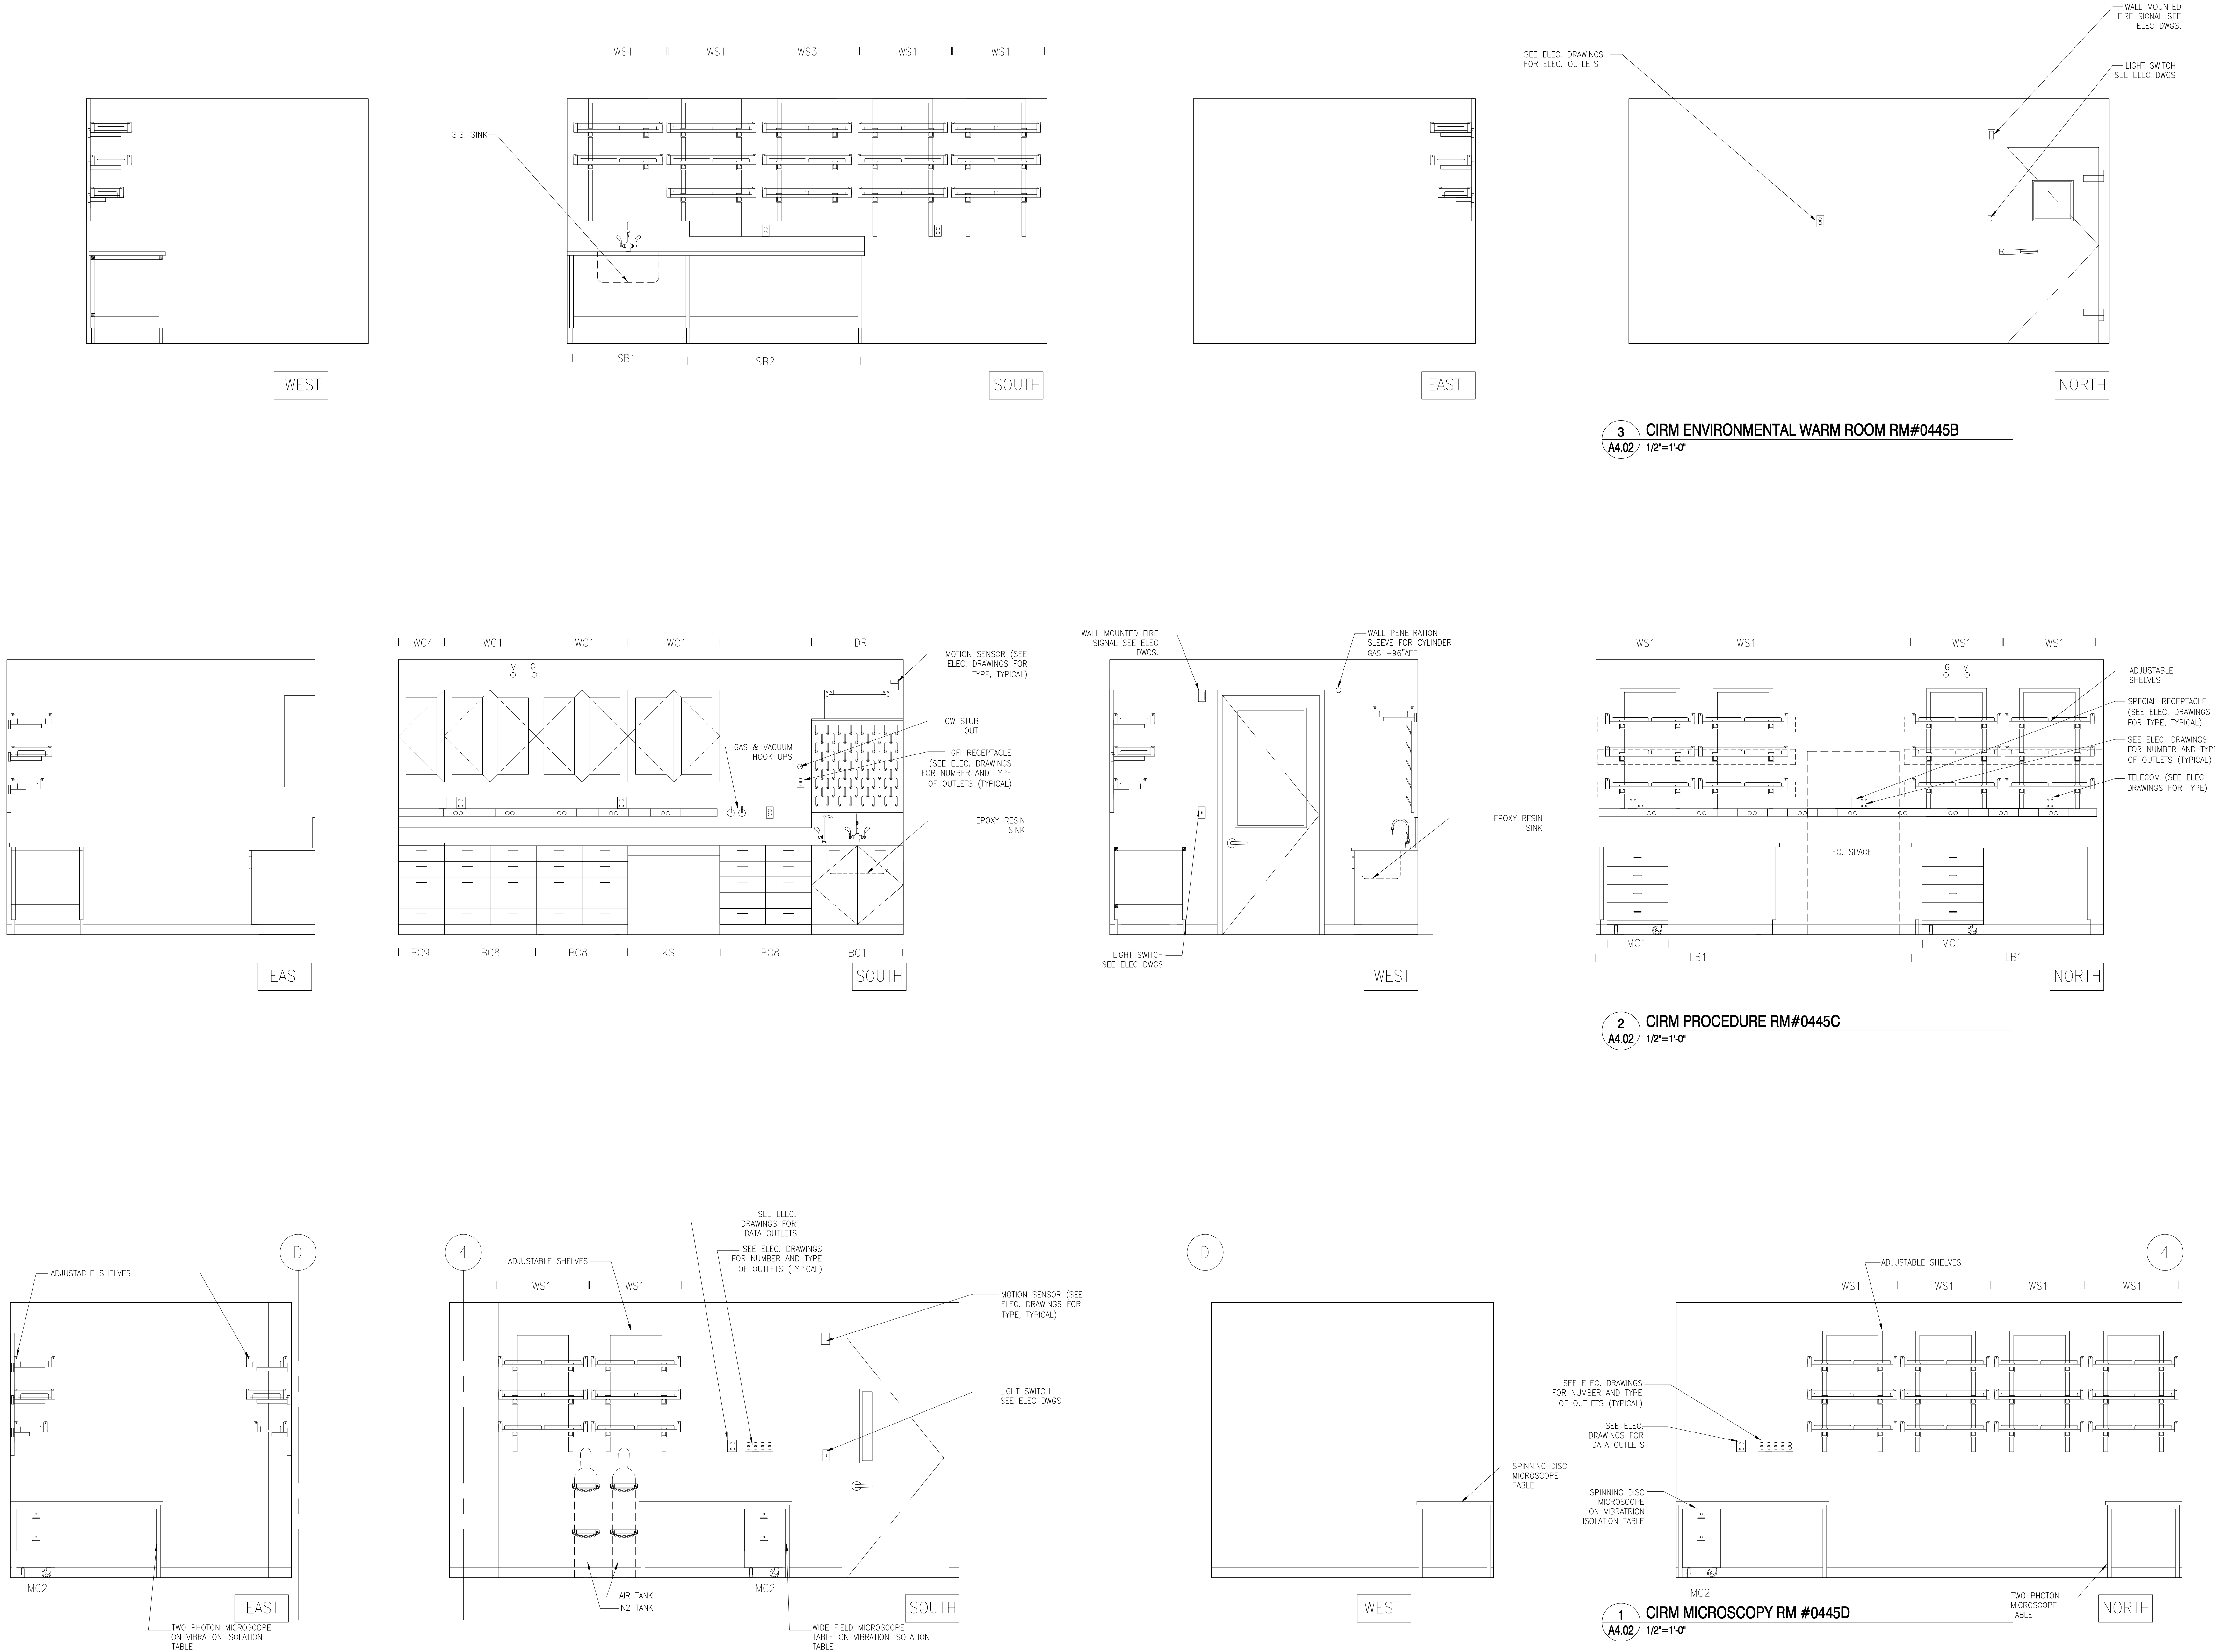 WALL MOUNTED
FIRE SIGNAL SEE
ELEC DWGS.
SEE ELEC. DRAWINGS
FOR ELEC. OUTLETS
LIGHT SWITCH
SEE ELEC DWGS
WS1
WS1
WS3
WS1
WS1
S.S. SINK
SB1
SB2
WEST
SOUTH
EAST
NORTH
3
A4.02
CIRM ENVIRONMENTAL WARM ROOM RM#0445B
1/2"=1'-0"
WC4
WC1
WC1
WC1
DR
V
G
MOTION SENSOR (SEE
ELEC. DRAWINGS FOR
TYPE, TYPICAL)
CW STUB
OUT
GAS & VACUUM
HOOK UPS
GFI RECEPTACLE
(SEE ELEC. DRAWINGS
FOR NUMBER AND TYPE
OF OUTLETS (TYPICAL)
EPOXY RESIN
SINK
BC9
BC8
BC8
KS
BC8
BC1
EAST
SOUTH
WALL MOUNTED FIRE
SIGNAL SEE ELEC
DWGS.
WALL PENETRATION
SLEEVE FOR CYLINDER
GAS +96"AFF
EPOXY RESIN
SINK
LIGHT SWITCH
SEE ELEC DWGS
WEST
WS1
WS1
WS1
WS1
G
V
ADJUSTABLE
SHELVES
SPECIAL RECEPTACLE
(SEE ELEC. DRAWINGS
FOR TYPE, TYPICAL)
SEE ELEC. DRAWINGS
FOR NUMBER AND TYPE
OF OUTLETS (TYPICAL)
TELECOM (SEE ELEC.
DRAWINGS FOR TYPE)
EQ. SPACE
MC1
MC1
LB1
LB1
NORTH
2
A4.02
CIRM PROCEDURE RM#0445C
1/2"=1'-0"
D
ADJUSTABLE SHELVES
MC2
EAST
TWO PHOTON MICROSCOPE
ON VIBRATION ISOLATION
TABLE
4
SEE ELEC.
DRAWINGS FOR
DATA OUTLETS
SEE ELEC. DRAWINGS
FOR NUMBER AND TYPE
OF OUTLETS (TYPICAL)
ADJUSTABLE SHELVES
WS1
WS1
MOTION SENSOR (SEE
ELEC. DRAWINGS FOR
TYPE, TYPICAL)
LIGHT SWITCH
SEE ELEC DWGS
AIR TANK
N2 TANK
MC2
SOUTH
WIDE FIELD MICROSCOPE
TABLE ON VIBRATION ISOLATION
TABLE
D
SPINNING DISC
MICROSCOPE
TABLE
WEST
4
ADJUSTABLE SHELVES
WS1
WS1
WS1
WS1
SEE ELEC. DRAWINGS
FOR NUMBER AND TYPE
OF OUTLETS (TYPICAL)
SEE ELEC.
DRAWINGS FOR
DATA OUTLETS
SPINNING DISC
MICROSCOPE
ON VIBRATRION
ISOLATION TABLE
MC2
TWO PHOTON
MICROSCOPE
TABLE
NORTH
1
A4.02
CIRM MICROSCOPY RM #0445D
1/2"=1'-0"